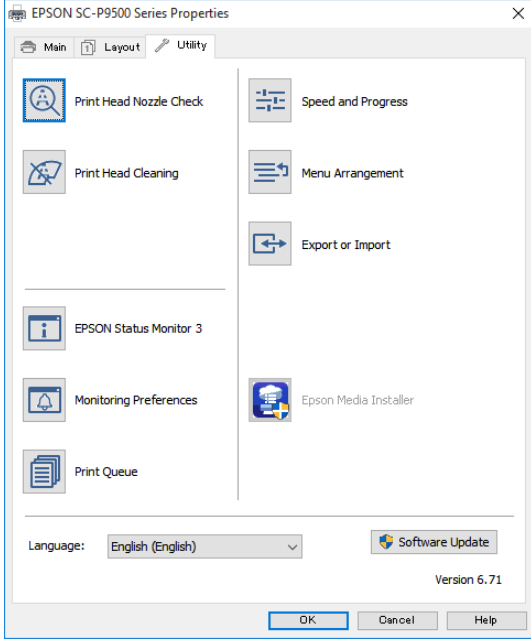 EPSON SC-P9500 Series Properties
Main
Layout
Utility
Print Head Nozzle Check
Print Head Cleaning
EPSON Status Monitor 3
Monitoring Preferences
Print Queue
Speed and Progress
Menu Arrangement
Export or Import
Epson Media Installer
Language:
English (English)
Software Update
Version 6.71
OK
Cancel
Help